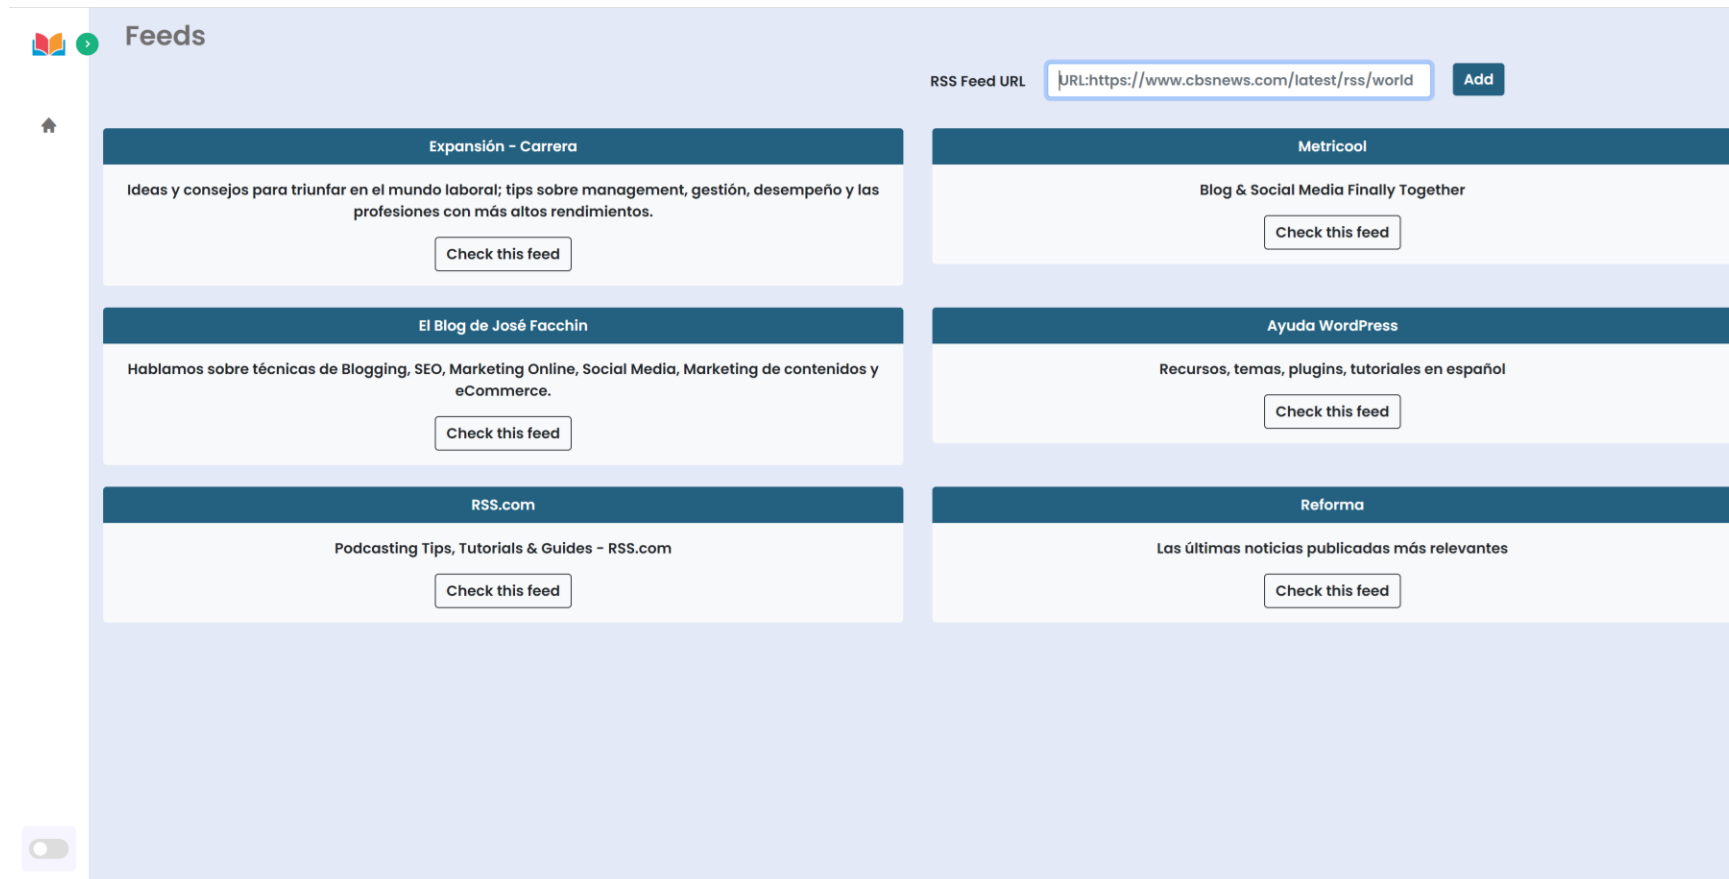 Feeds
RSS Feed URL
URL:https://www.cbsnews.com/latest/rss/world
Add
Expansión - Carrera
Ideas y consejos para triunfar en el mundo laboral; tips sobre management, gestión, desempeño y las
profesiones con más altos rendimientos.
Check this feed
Metricool
Blog & Social Media Finally Together
Check this feed
El Blog de José Facchin
Hablamos sobre técnicas de Blogging, SEO, Marketing Online, Social Media, Marketing de contenidos y
eCommerce.
Check this feed
Ayuda WordPress
Recursos, temas, plugins, tutoriales en español
Check this feed
RSS.com
Podcasting Tips, Tutorials & Guides - RSS.com
Check this feed
Reforma
Las últimas noticias publicadas más relevantes
Check this feed